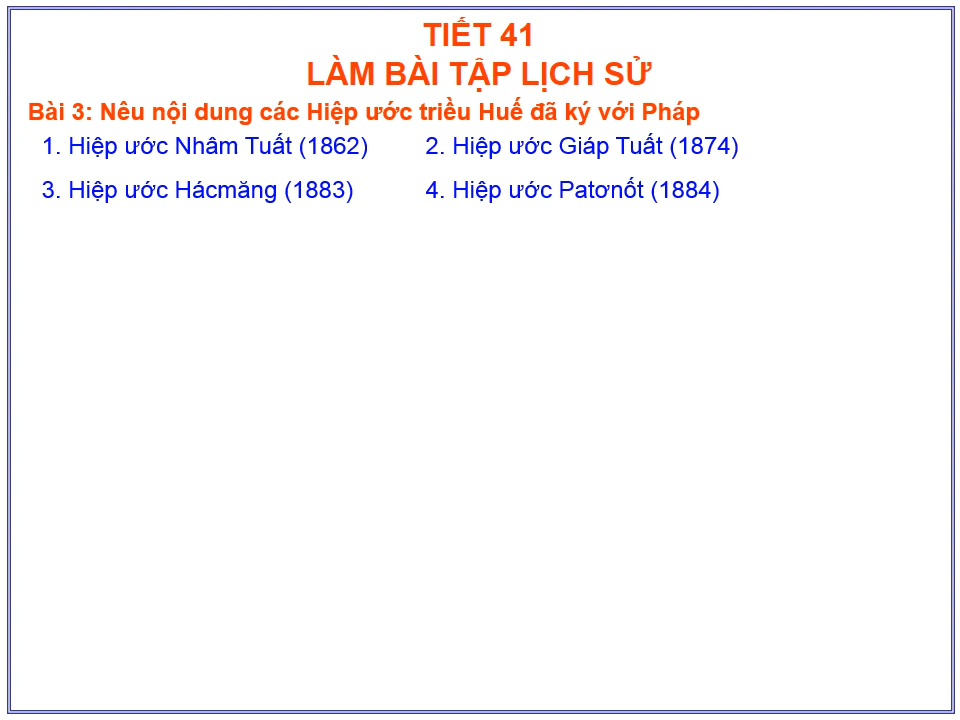 TIẾT 41
LÀM BÀI TẬP LỊCH SỬ
Bài 3: Nêu nội dung các Hiệp ước triều Huế đã ký với Pháp
1. Hiệp ước Nhâm Tuất (1862) 2. Hiệp ước Giáp Tuất (1874)
3. Hiệp ước Hácmăng (1883) 4. Hiệp ước Patơnốt (1884)